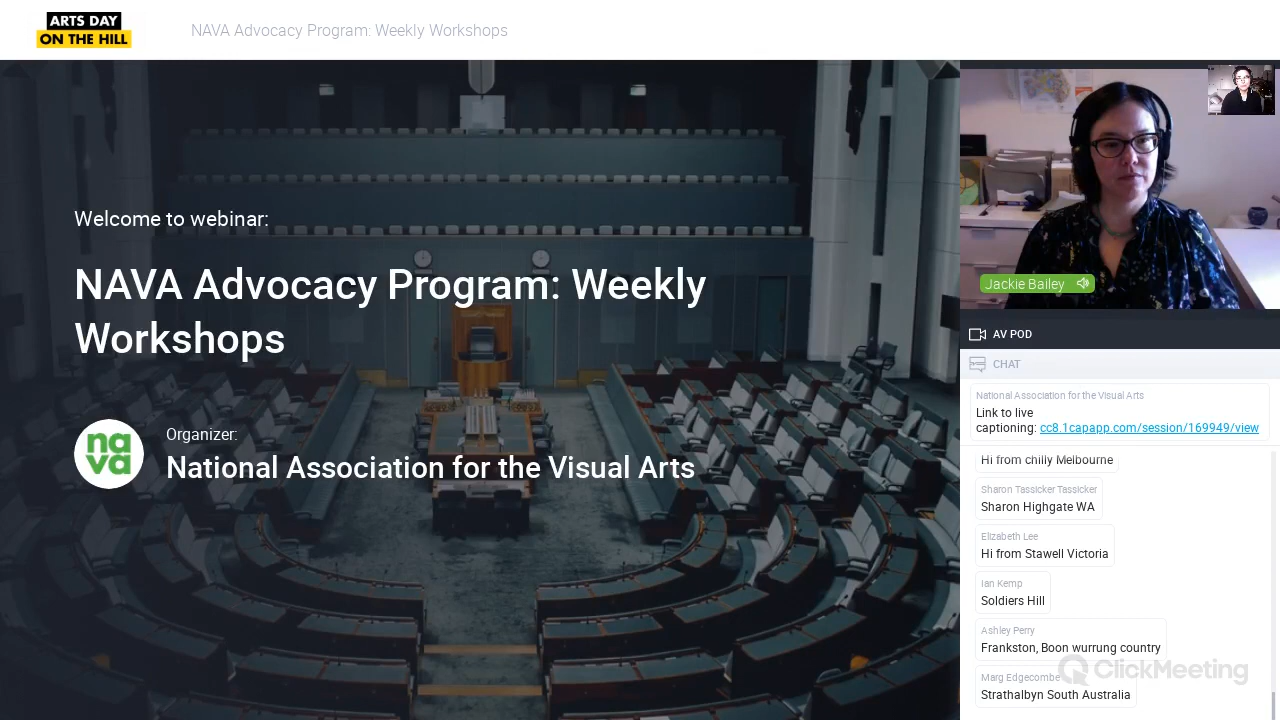 ARTS DAY
ON THE HILL
NAVA Advocacy Program: Weekly Workshops
Welcome to webinar:
NAVA Advocacy Program: Weekly
Workshops
na
va
Organizer:
National Association for the Visual Arts
Jackie Bailey
AV POD
CHAT
National Association for the Visual Arts
Link to live
captioning: cc8.1capapp.com/session/169949/view
Hi from chilly Melbourne
Sharon Tassicker Tassicker
Sharon Highgate WA
Elizabeth Lee
Hi from Stawell Victoria
Ian Kemp
Soldiers Hill
Ashley Perry
Frankston, Boon wurrung country
Marg Edgecombe
Strathalbyn South Australia
ClickMeeting